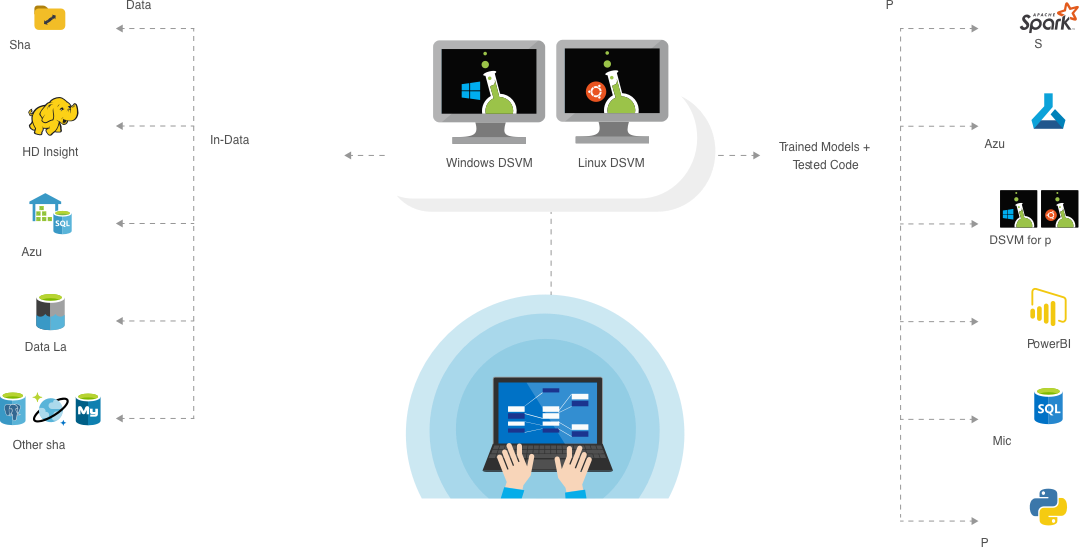 Data
Sha
HD Insight
In-Data
SQL
Azu
Data La
My
Other sha
Windows DSVM
Linux DSVM
Trained Models +
Tested Code
P
APACHE
Spark
S
Azu
DSVM for p
PowerBI
SQL
Mic
P